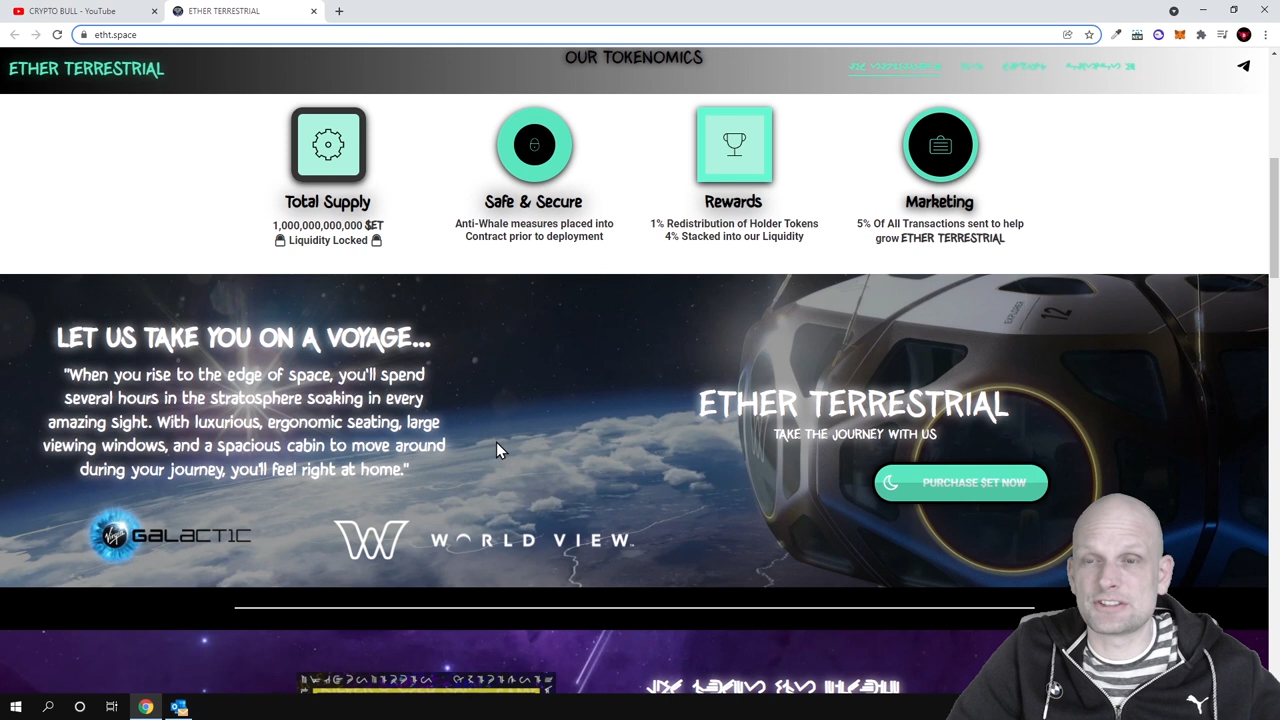 CRYPTO BULL - YouTube
ETHER TERRESTRIAL
etht.space
ETHER TERRESTRIAL
OUR TOKENOMICS
Total Supply
1,000,000,000,000 $ET
Liquidity Locked
Safe & Secure
Anti-Whale measures placed into
Contract prior to deployment
Rewards
1% Redistribution of Holder Tokens
4% Stacked into our Liquidity
Marketing
5% Of All Transactions sent to help
grow ETHER TERRESTRIAL
LET US TAKE YOU ON A VOYAGE...
"When you rise to the edge of space, you'll spend
several hours in the stratosphere soaking in every
amazing sight. With luxurious, ergonomic seating, large
viewing windows, and a spacious cabin to move around
during your journey, you'll feel right at home."
GALACTIC
WORLD VIEW
EXPLORER 12
ETHER TERRESTRIAL
TAKE THE JOURNEY WITH US
PURCHASE $ET NOW